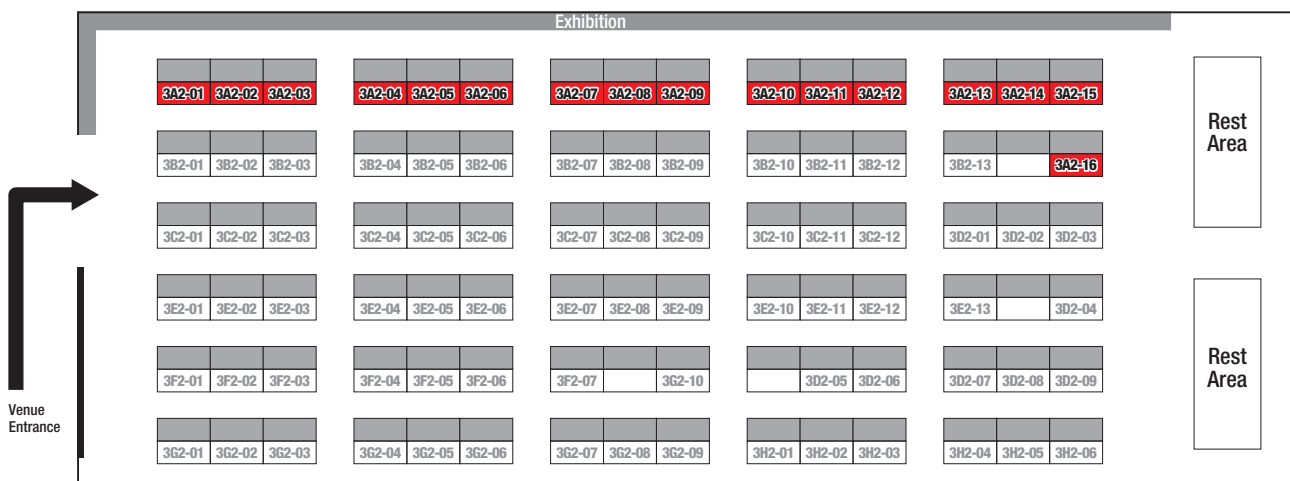 Exhibition
3A2-01 3A2-02 3A2-03 3A2-04 3A2-05 3A2-06 3A2-07 3A2-08 3A2-09 3A2-10 3A2-11 3A2-12 3A2-13 3A2-14 3A2-15
Rest
Area
3B2-01 3B2-02 3B2-03 3B2-04 3B2-05 3B2-06 3B2-07 3B2-08 3B2-09 3B2-10 3B2-11 3B2-12 3B2-13 3A2-16
3C2-01 3C2-02 3C2-03 3C2-04 3C2-05 3C2-06 3C2-07 3C2-08 3C2-09 3C2-10 3C2-11 3C2-12 3D2-01 3D2-02 3D2-03
3E2-01 3E2-02 3E2-03 3E2-04 3E2-05 3E2-06 3E2-07 3E2-08 3E2-09 3E2-10 3E2-11 3E2-12 3E2-13 3D2-04
Rest
Area
3F2-01 3F2-02 3F2-03 3F2-04 3F2-05 3F2-06 3F2-07 3G2-10 3D2-05 3D2-06 3D2-07 3D2-08 3D2-09
Venue
Entrance
3G2-01 3G2-02 3G2-03 3G2-04 3G2-05 3G2-06 3G2-07 3G2-08 3G2-09 3H2-01 3H2-02 3H2-03 3H2-04 3H2-05 3H2-06